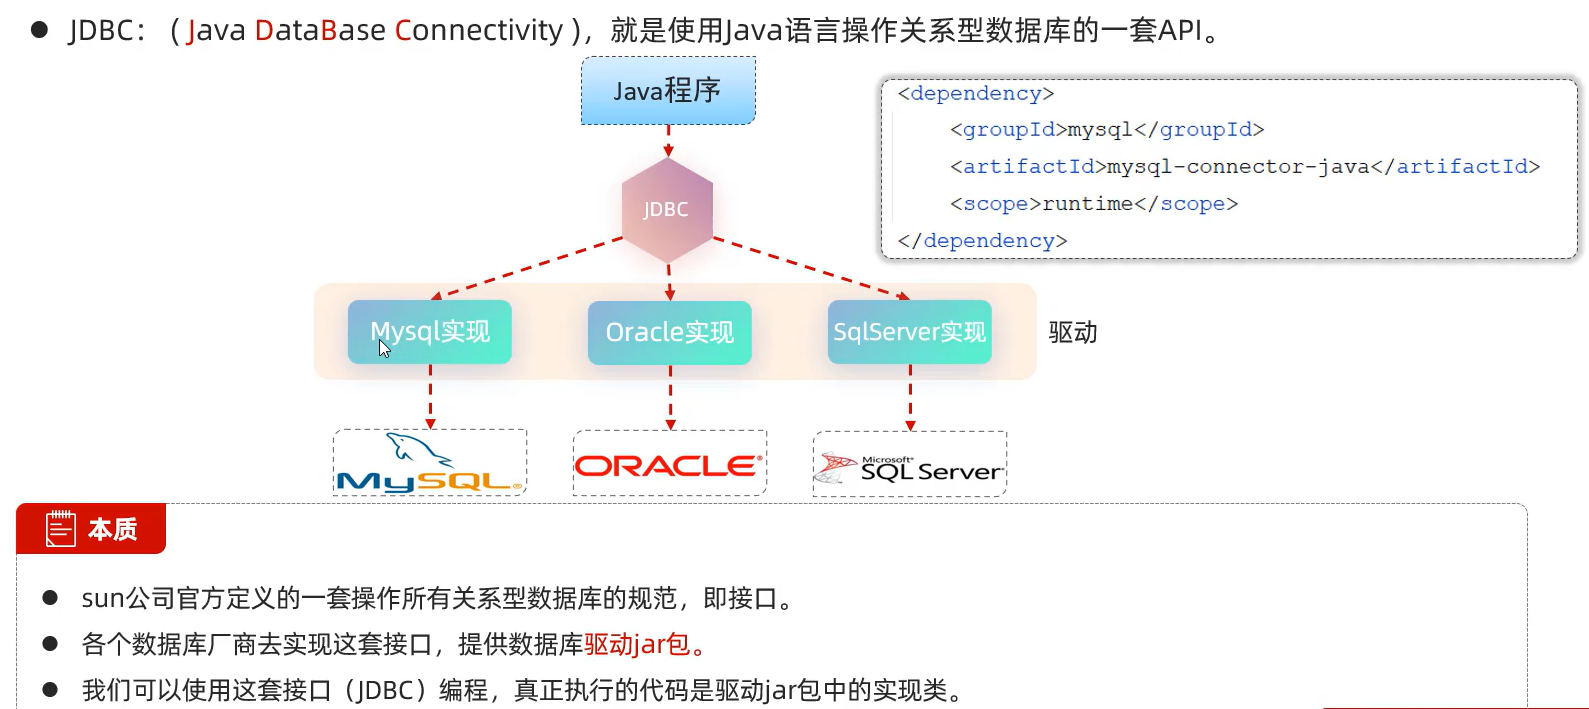 ● JDBC： ( Java DataBase Connectivity )，就是使用Java语言操作关系型数据库的一套API。
Java程序
<dependency>
<groupId>mysql</groupId>
<artifactId>mysql-connector-java</artifactId>
<scope>runtime</scope>
</dependency>
JDBC
Mysql实现
Oracle实现
SqlServer实现
驱动
MySQL®
ORACLE®
Microsoft®
SQL Server
本质
● sun公司官方定义的一套操作所有关系型数据库的规范，即接口。
● 各个数据库厂商去实现这套接口，提供数据库驱动jar包。
● 我们可以使用这套接口（JDBC）编程，真正执行的代码是驱动jar包中的实现类。